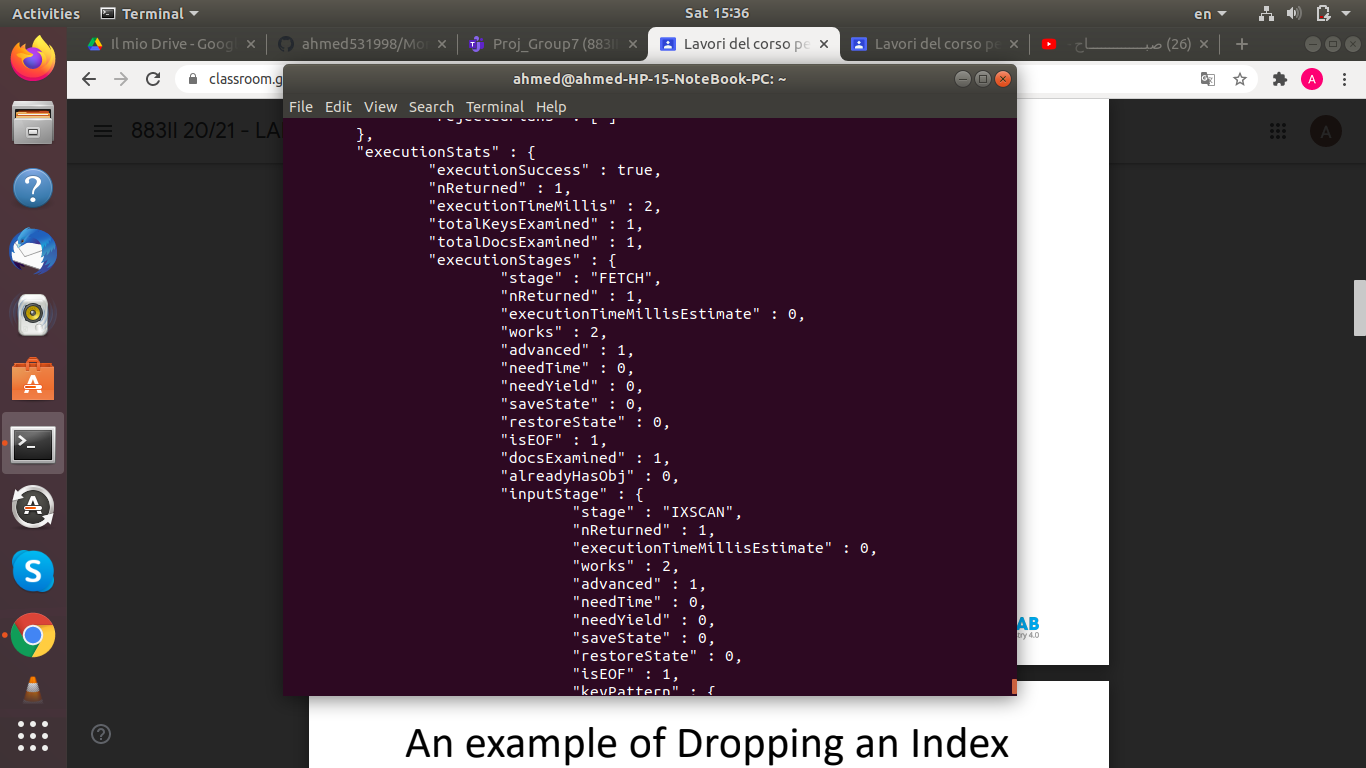 Activities Terminal Sat 15:36 en
Il mio Drive - Googl ahmed531998/Mo Proj_Group7 (883I Lavori del corso pe Lavori del corso pe (26)
classroom.g A
ahmed@ahmed-HP-15-NoteBook-PC: ~
File Edit View Search Terminal Help
883II 20/21 - LA A
"rejectedPlans" : [ ]
},
"executionStats" : {
"executionSuccess" : true,
"nReturned" : 1,
"executionTimeMillis" : 2,
"totalKeysExamined" : 1,
"totalDocsExamined" : 1,
"executionStages" : {
"stage" : "FETCH",
"nReturned" : 1,
"executionTimeMillisEstimate" : 0,
"works" : 2,
"advanced" : 1,
"needTime" : 0,
"needYield" : 0,
"saveState" : 0,
"restoreState" : 0,
"isEOF" : 1,
"docsExamined" : 1,
"alreadyHasObj" : 0,
"inputStage" : {
"stage" : "IXSCAN",
"nReturned" : 1,
"executionTimeMillisEstimate" : 0,
"works" : 2,
"advanced" : 1,
"needTime" : 0,
"needYield" : 0,
"saveState" : 0,
"restoreState" : 0,
"isEOF" : 1,
"keyPattern" : {
AB
stry 4.0
An example of Dropping an Index